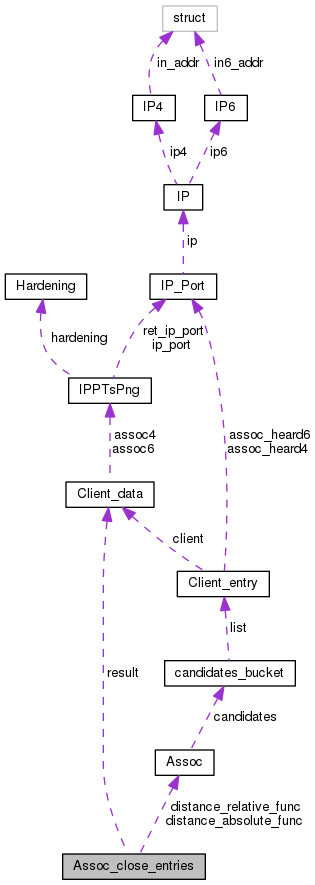 struct
in_addr
in6_addr
IP4
IP6
ip4
ip6
IP
ip
Hardening
IP_Port
hardening
ret_ip_port
ip_port
IPPTsPng
assoc4
assoc6
assoc_heard6
assoc_heard4
Client_data
client
Client_entry
list
result
candidates_bucket
candidates
Assoc
distance_relative_func
distance_absolute_func
Assoc_close_entries